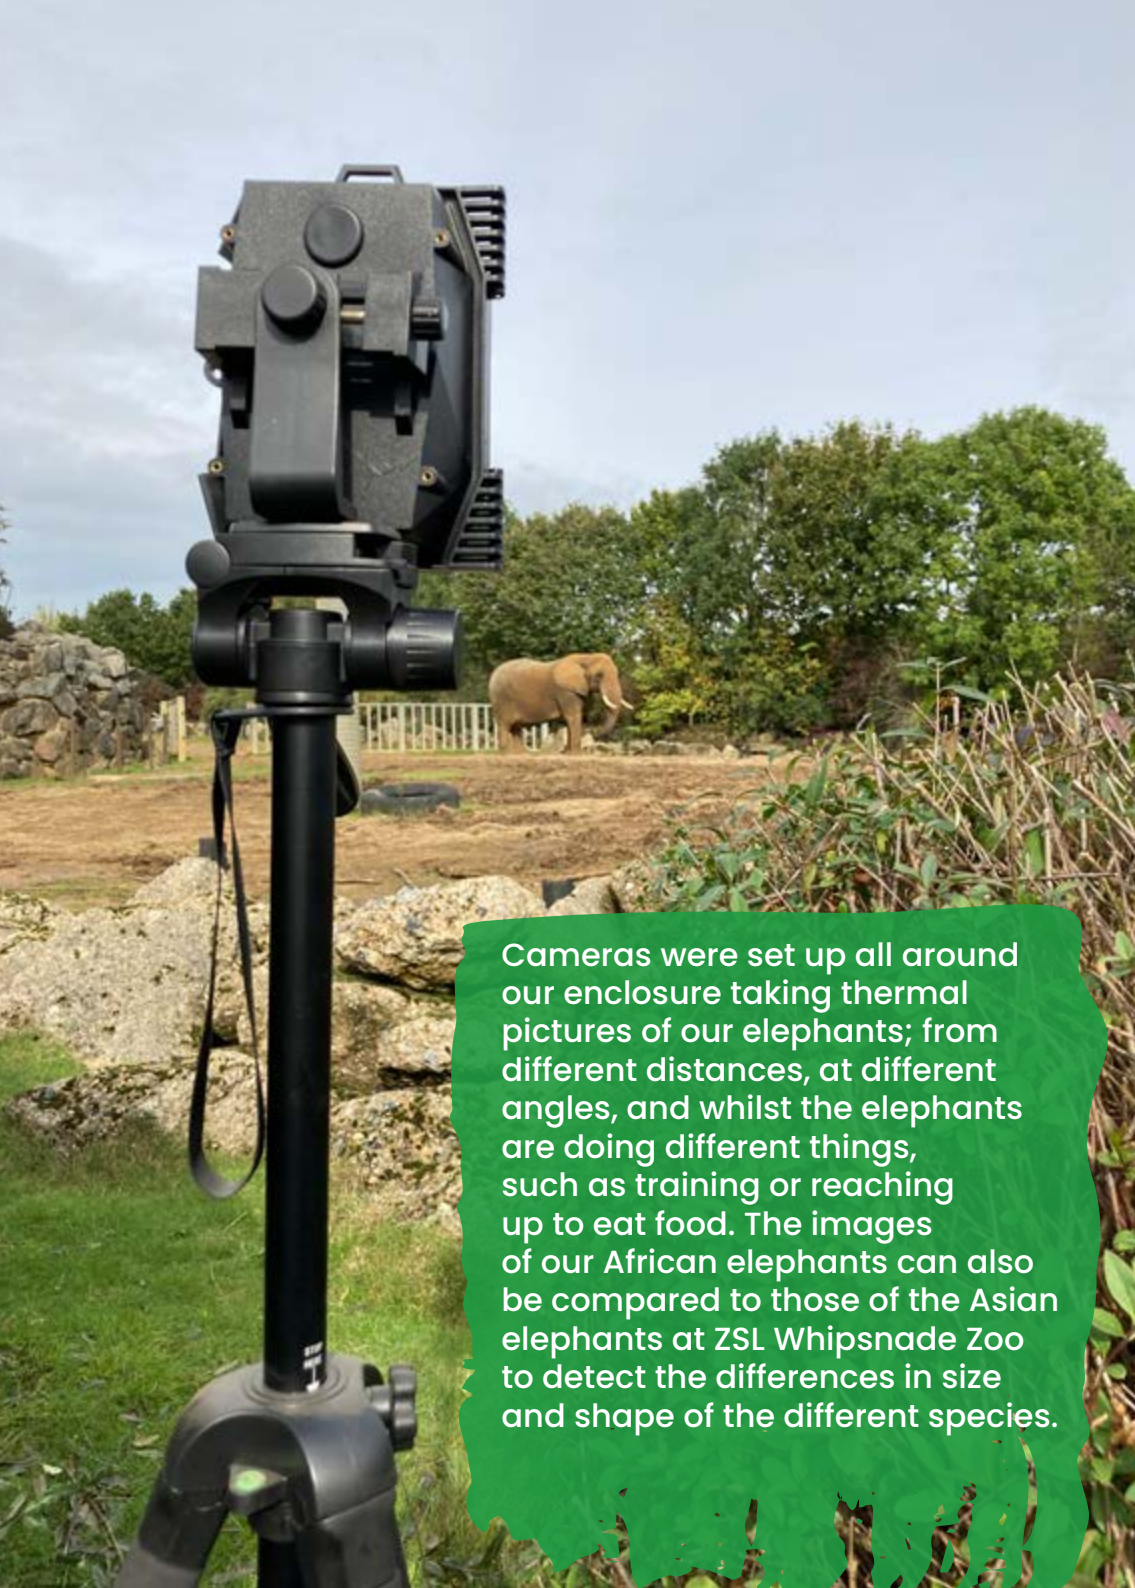 Cameras were set up all around
our enclosure taking thermal
pictures of our elephants; from
different distances, at different
angles, and whilst the elephants
are doing different things,
such as training or reaching
up to eat food. The images
of our African elephants can also
be compared to those of the Asian
elephants at ZSL Whipsnade Zoo
to detect the differences in size
and shape of the different species.